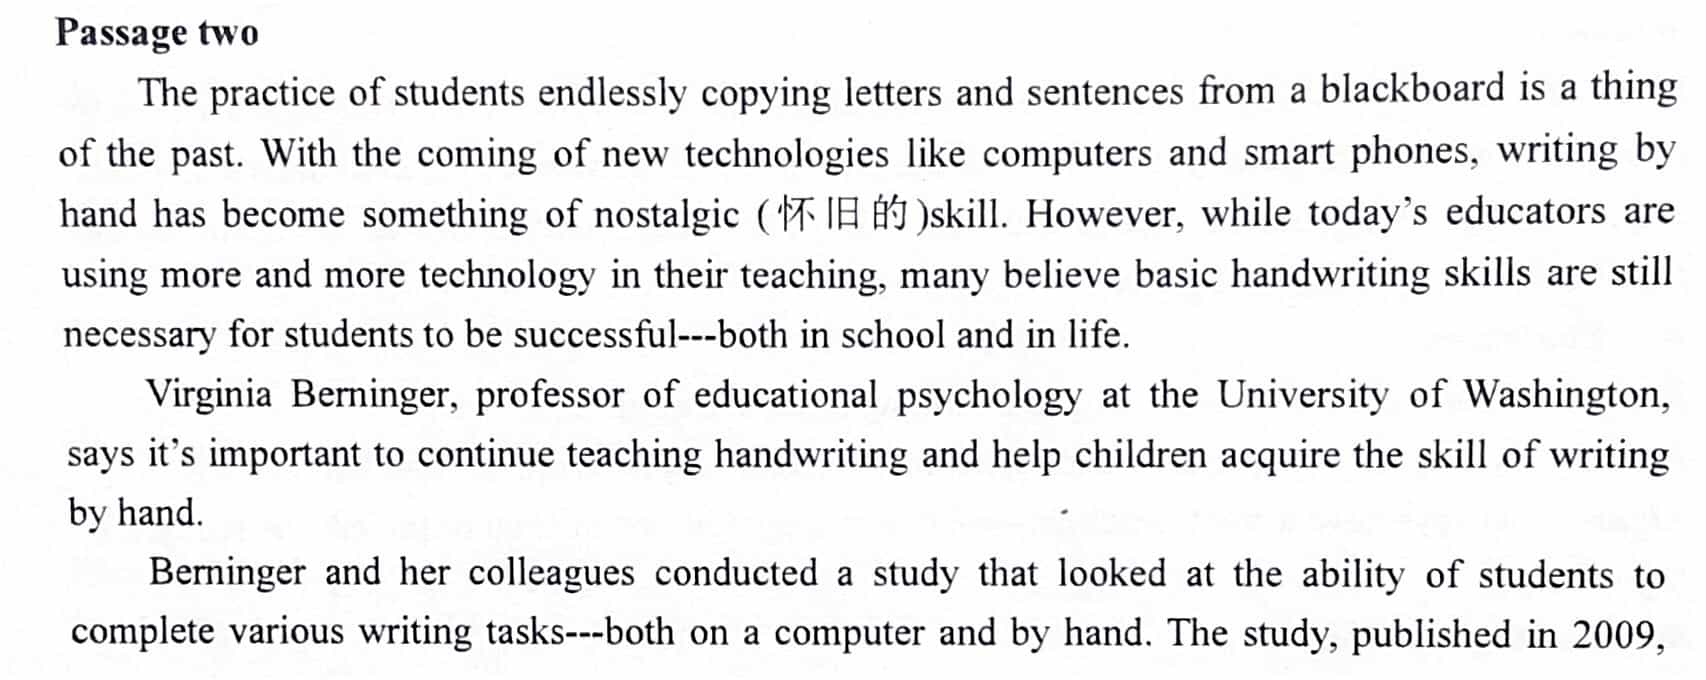 Passage two
The practice of students endlessly copying letters and sentences from a blackboard is a thing
of the past. With the coming of new technologies like computers and smart phones, writing by
hand has become something of nostalgic (怀旧的)skill. However, while today's educators are
using more and more technology in their teaching, many believe basic handwriting skills are still
necessary for students to be successful---both in school and in life.
Virginia Berninger, professor of educational psychology at the University of Washington,
says it's important to continue teaching handwriting and help children acquire the skill of writing
by hand.
Berninger and her colleagues conducted a study that looked at the ability of students to
complete various writing tasks---both on a computer and by hand. The study, published in 2009,